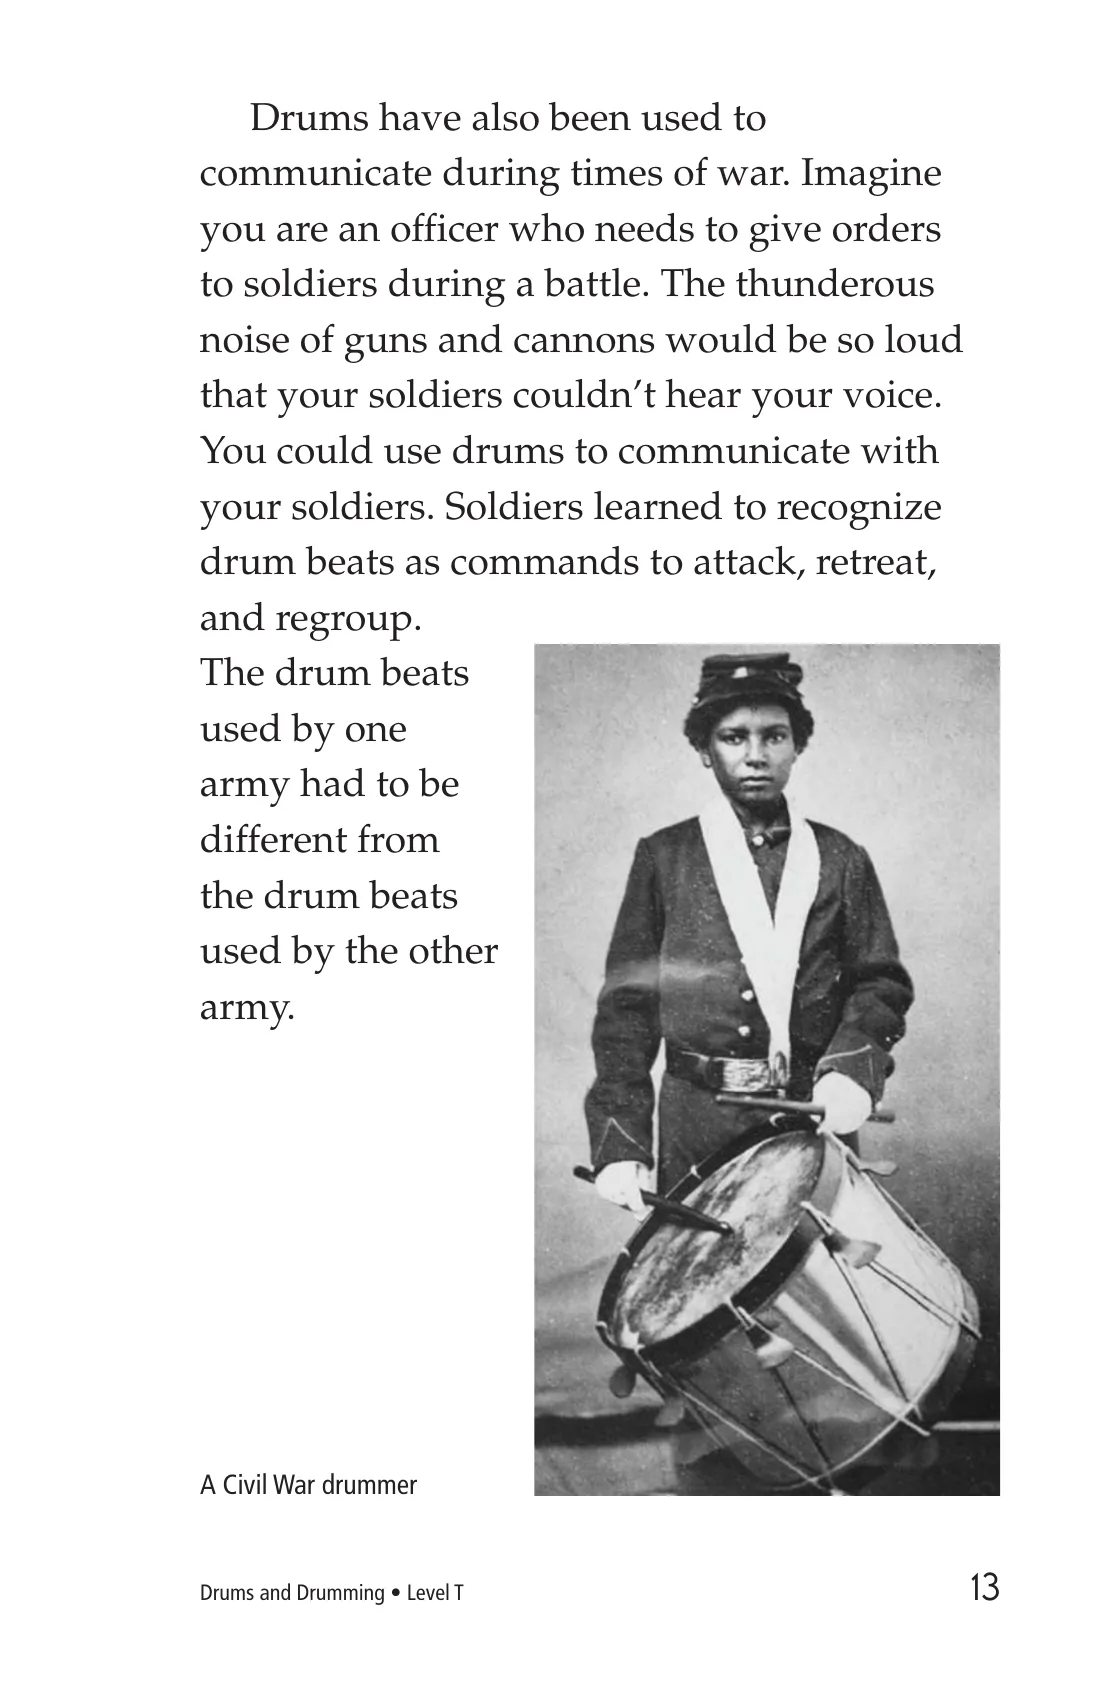 Drums have also been used to
communicate during times of war. Imagine
you are an officer who needs to give orders
to soldiers during a battle. The thunderous
noise of guns and cannons would be so loud
that your soldiers couldn’t hear your voice.
You could use drums to communicate with
your soldiers. Soldiers learned to recognize
drum beats as commands to attack, retreat,
and regroup.
The drum beats
used by one
army had to be
different from
the drum beats
used by the other
army.
A Civil War drummer
Drums and Drumming • Level T
13